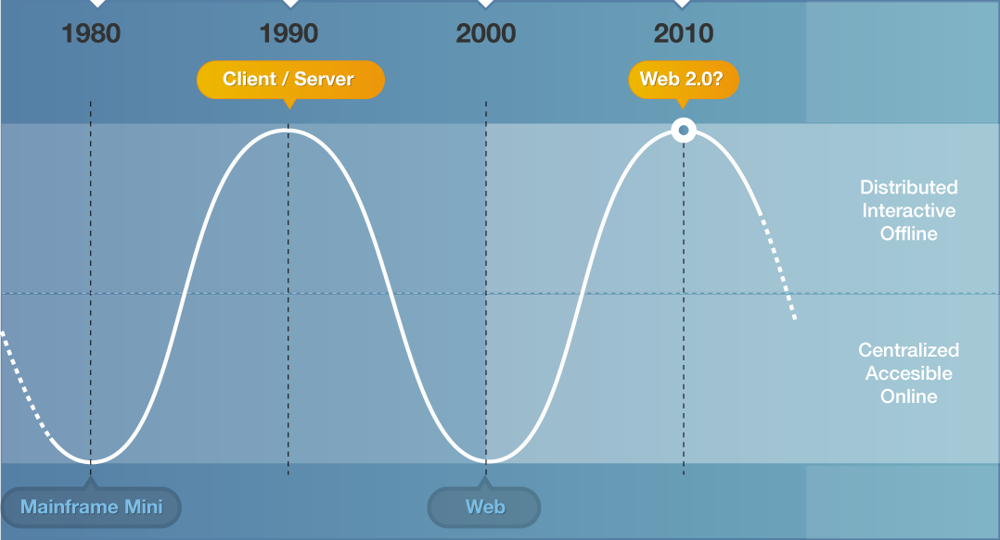 1980
1990
2000
2010
Client / Server
Web 2.0?
Distributed
Interactive
Offline
Centralized
Accesible
Online
Mainframe Mini
Web